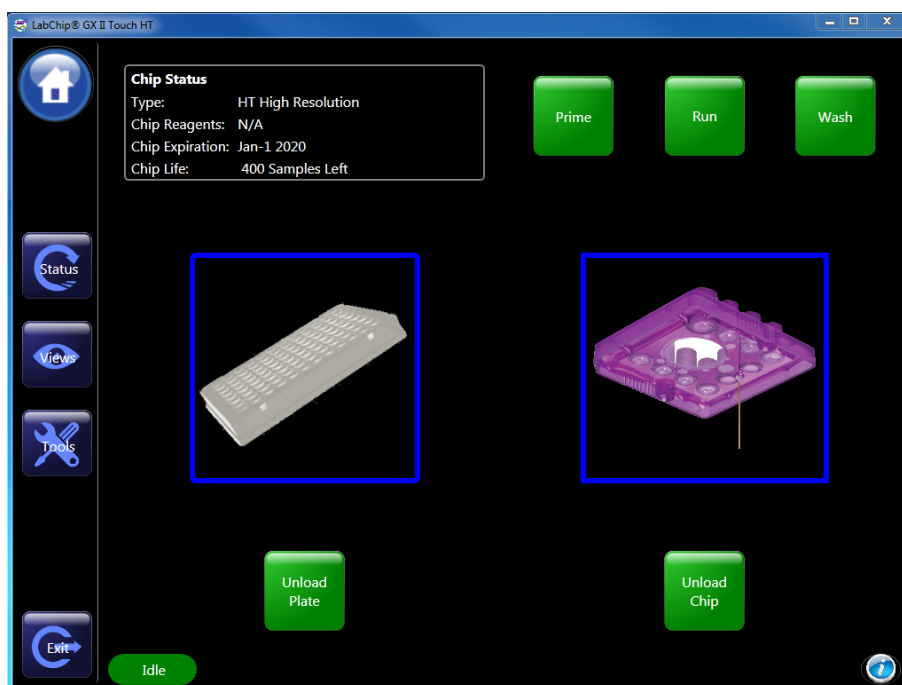 LabChip® GX II Touch HT
Chip Status
Type: HT High Resolution
Chip Reagents: N/A
Chip Expiration: Jan-1 2020
Chip Life: 400 Samples Left
Prime
Run
Wash
Status
Views
Tools
Unload
Plate
Unload
Chip
Exit
Idle